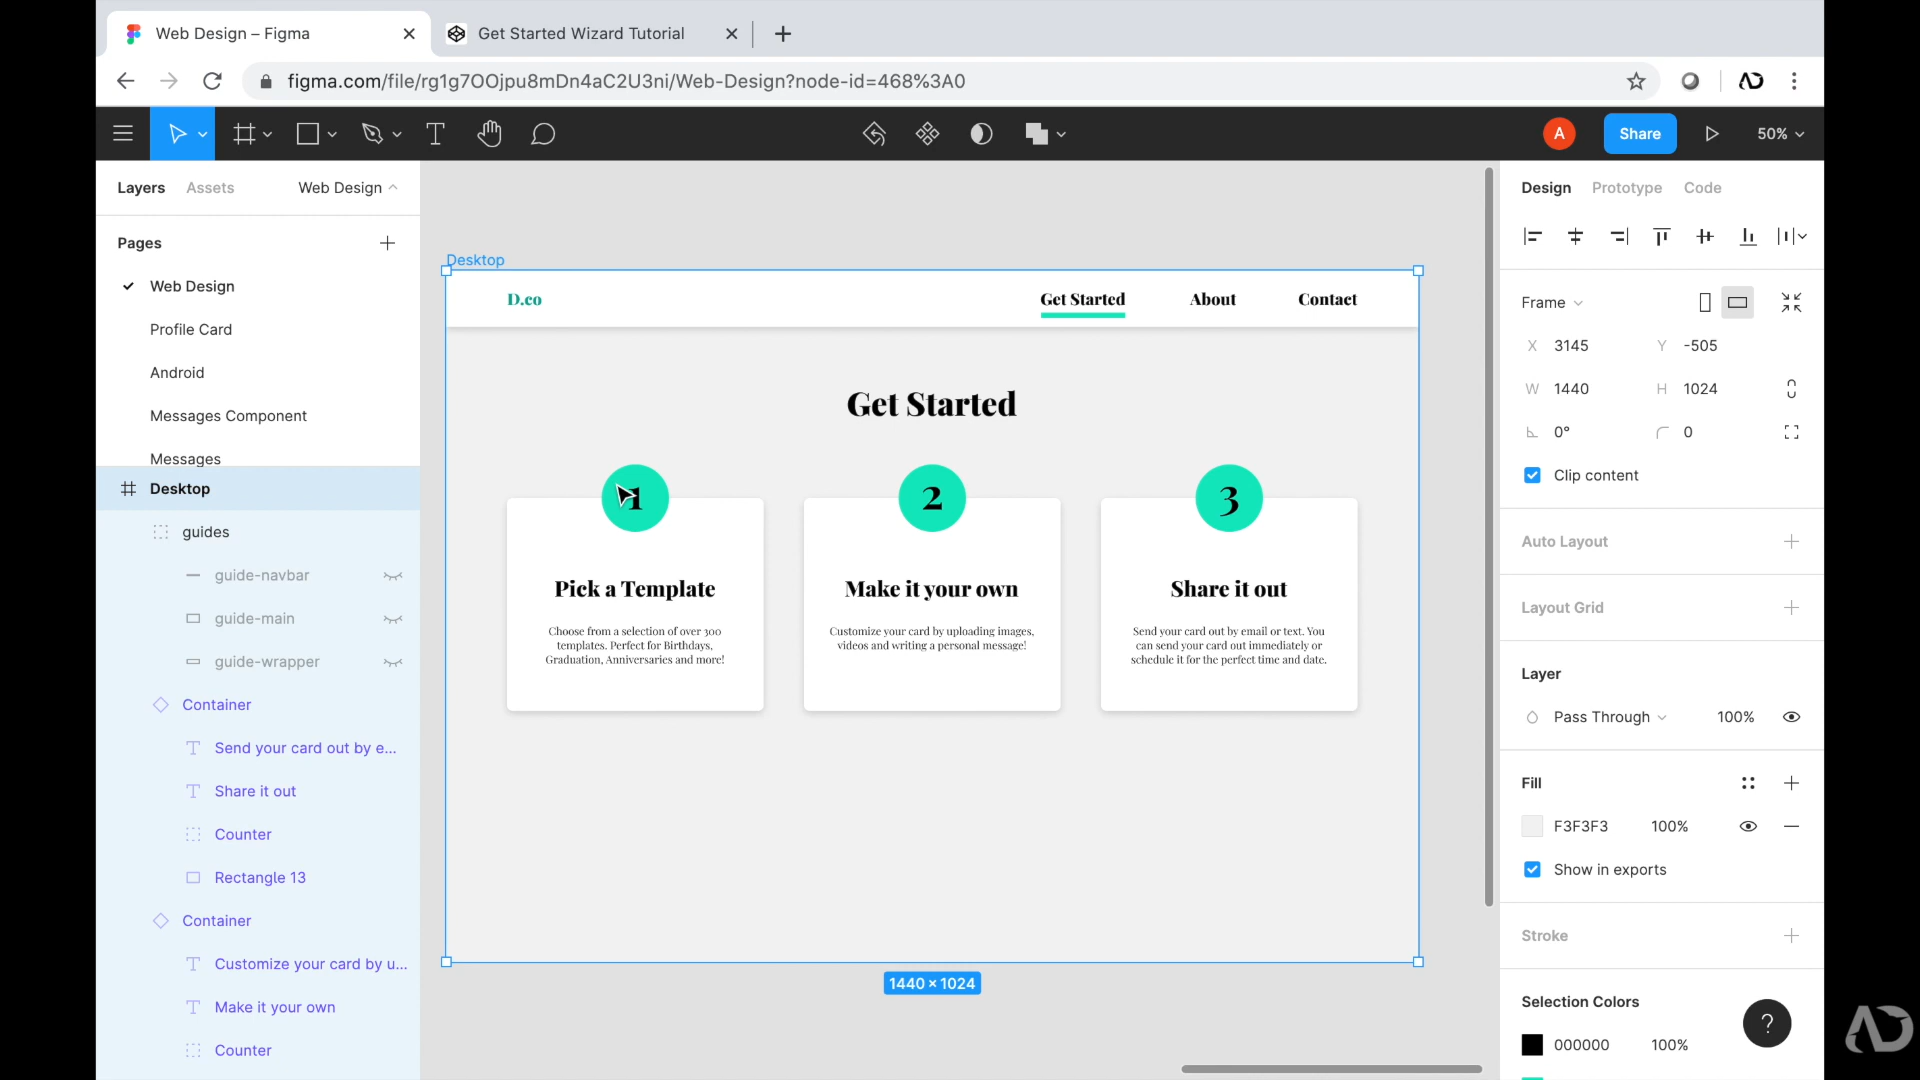 Web Design – Figma
Get Started Wizard Tutorial
figma.com/file/rg1g7OOjpu8mDn4aC2U3ni/Web-Design?node-id=468%3A0
A
Share
50%
Layers
Assets
Web Design
Pages
Web Design
Profile Card
Android
Messages Component
Messages
Desktop
guides
guide-navbar
guide-main
guide-wrapper
Container
Send your card out by e...
Share it out
Counter
Rectangle 13
Container
Customize your card by u...
Make it your own
Counter
Desktop
D.co
Get Started
About
Contact
Get Started
1
2
3
Pick a Template
Choose from a selection of over 300
templates. Perfect for Birthdays,
Graduation, Anniversaries and more!
Make it your own
Customize your card by uploading images,
videos and writing a personal message!
Share it out
Send your card out by email or text. You
can send your card out immediately or
schedule it for the perfect time and date.
1440 × 1024
Design
Prototype
Code
Frame
X 3145
Y -505
W 1440
H 1024
0°
0
Clip content
Auto Layout
Layout Grid
Layer
Pass Through
100%
Fill
F3F3F3
100%
Show in exports
Stroke
Selection Colors
000000
100%
?
AD